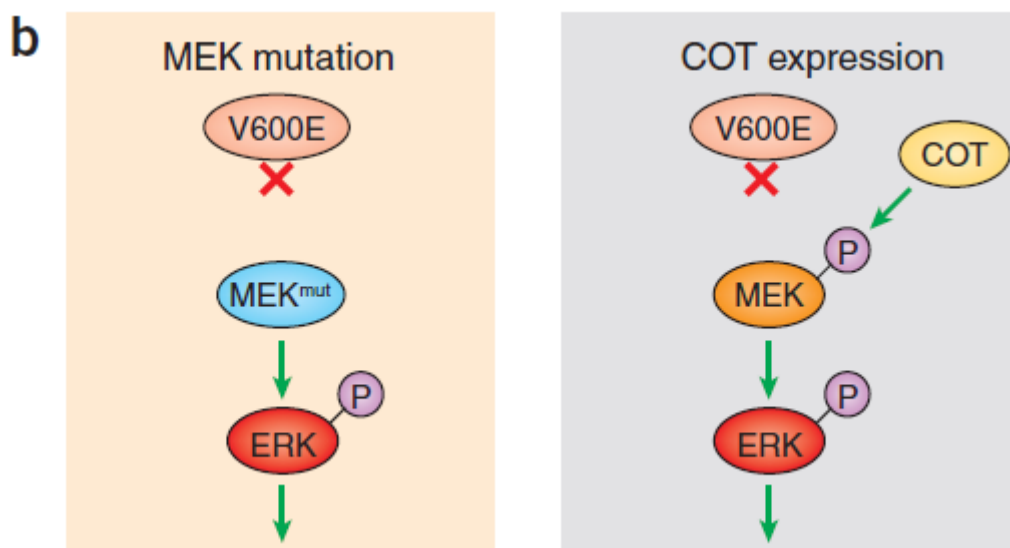 b
MEK mutation
V600E
MEKmut
ERK
P
COT expression
V600E
COT
P
MEK
P
ERK